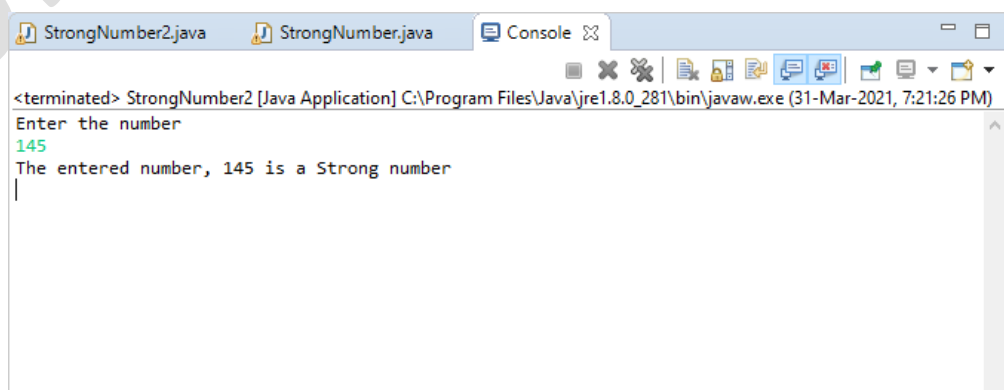 StrongNumber2.java StrongNumber.java Console
<terminated> StrongNumber2 [Java Application] C:\Program Files\Java\jre1.8.0_281\bin\javaw.exe (31-Mar-2021, 7:21:26 PM)
Enter the number
145
The entered number, 145 is a Strong number